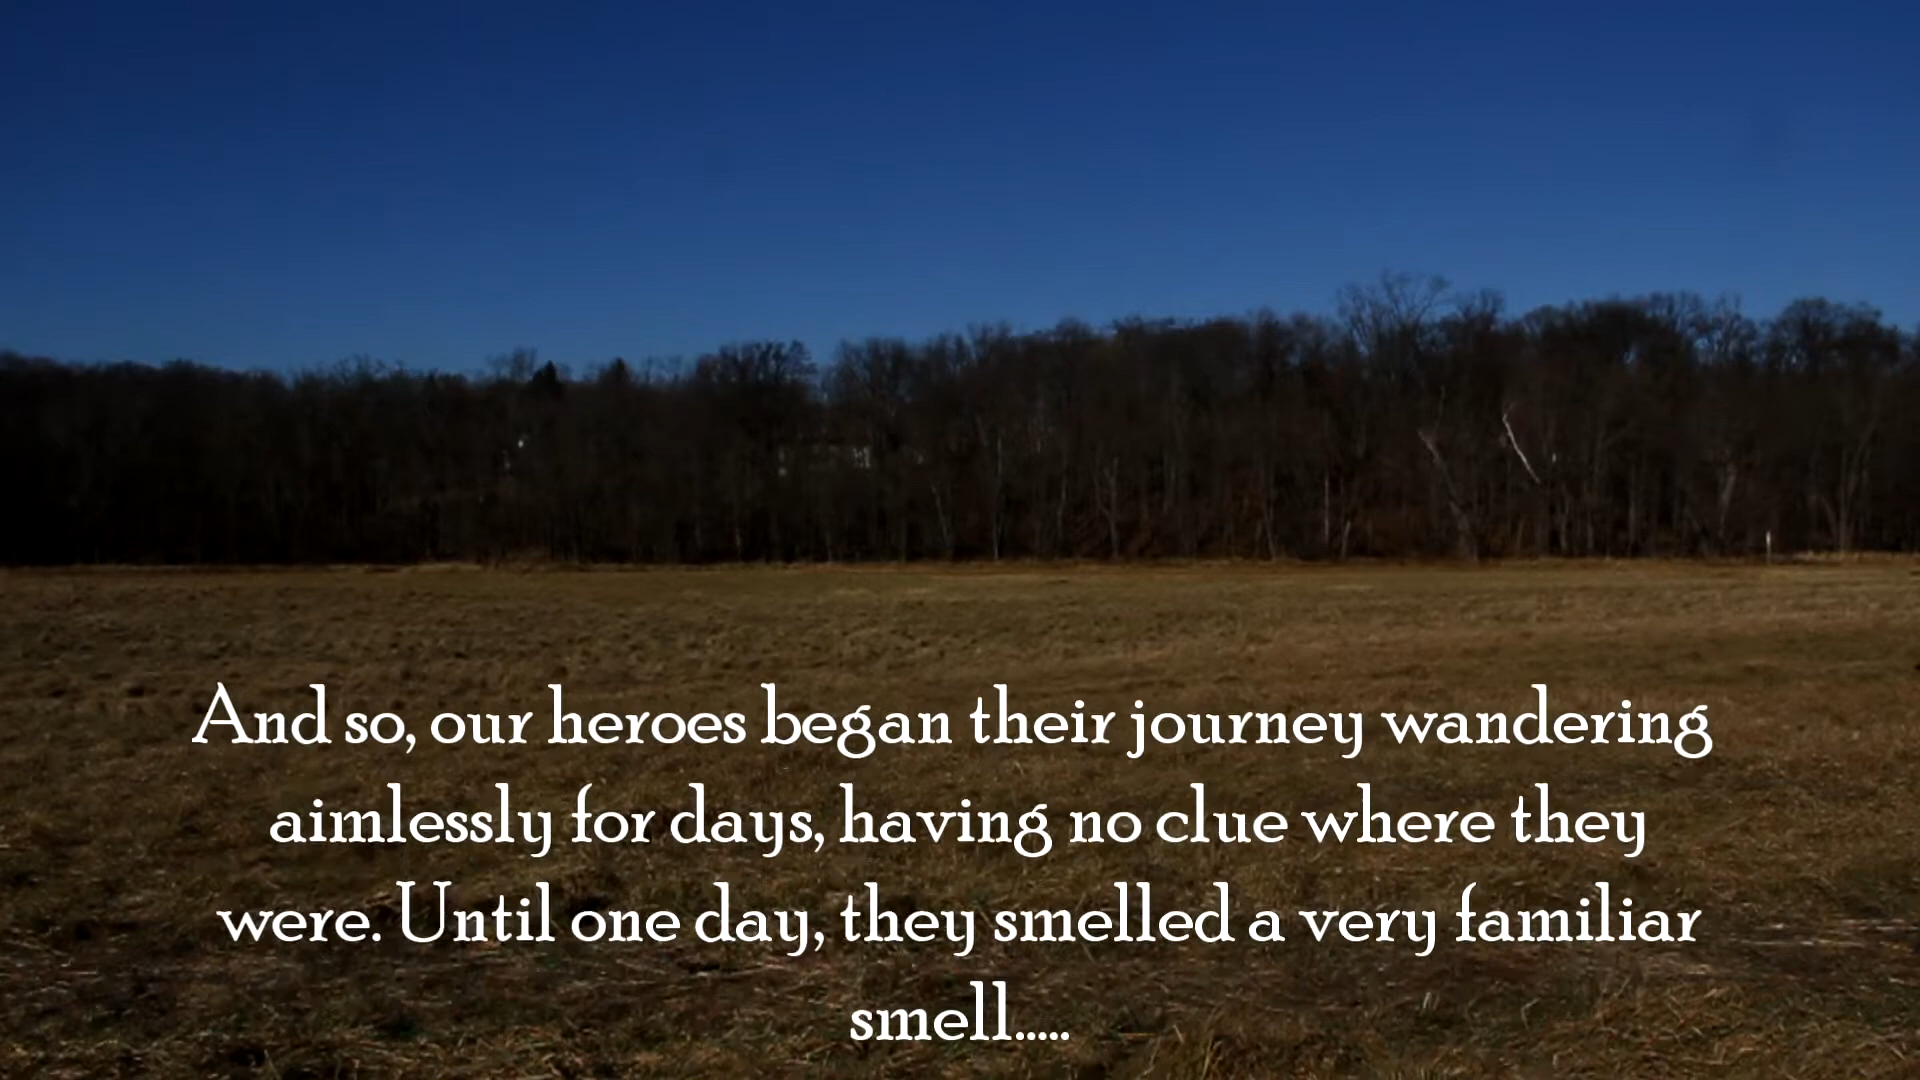 And so, our heroes began their journey wandering
aimlessly for days, having no clue where they
were. Until one day, they smelled a very familiar
smell.....